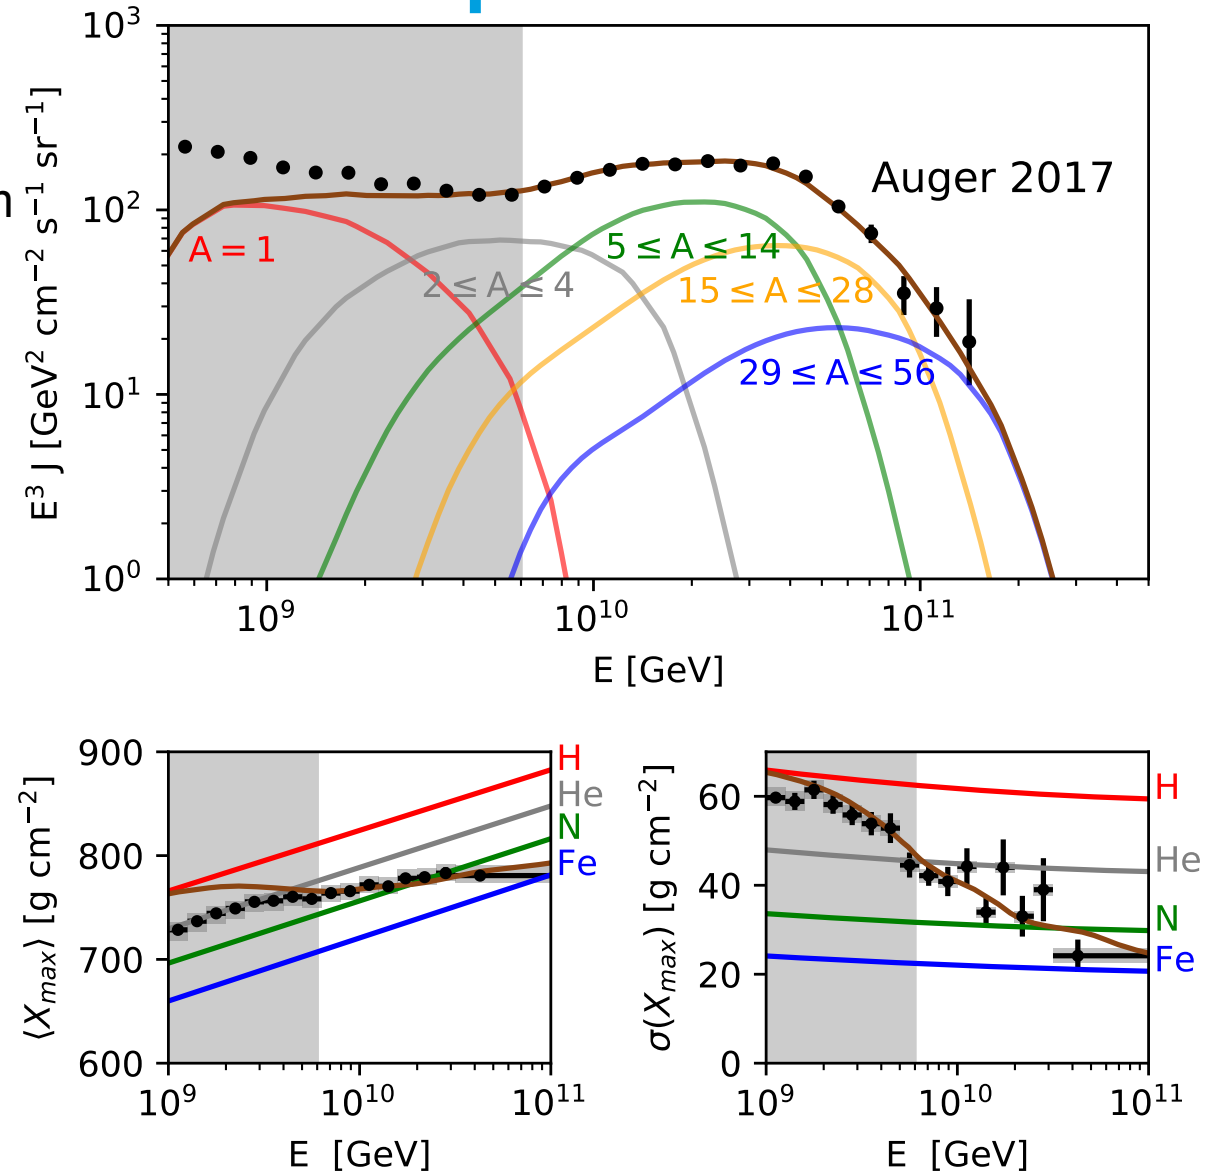 10³
n
10²
10¹
10⁰
E³ J [GeV² cm⁻² s⁻¹ sr⁻¹]
Auger 2017
A = 1
2 ≤ A ≤ 4
5 ≤ A ≤ 14
15 ≤ A ≤ 28
29 ≤ A ≤ 56
10⁹ 10¹⁰ 10¹¹
E [GeV]
900
800
700
600
⟨X_max⟩ [g cm⁻²]
H
He
N
Fe
10⁹ 10¹⁰ 10¹¹
E [GeV]
60
40
20
0
σ(X_max) [g cm⁻²]
H
He
N
Fe
10⁹ 10¹⁰ 10¹¹
E [GeV]